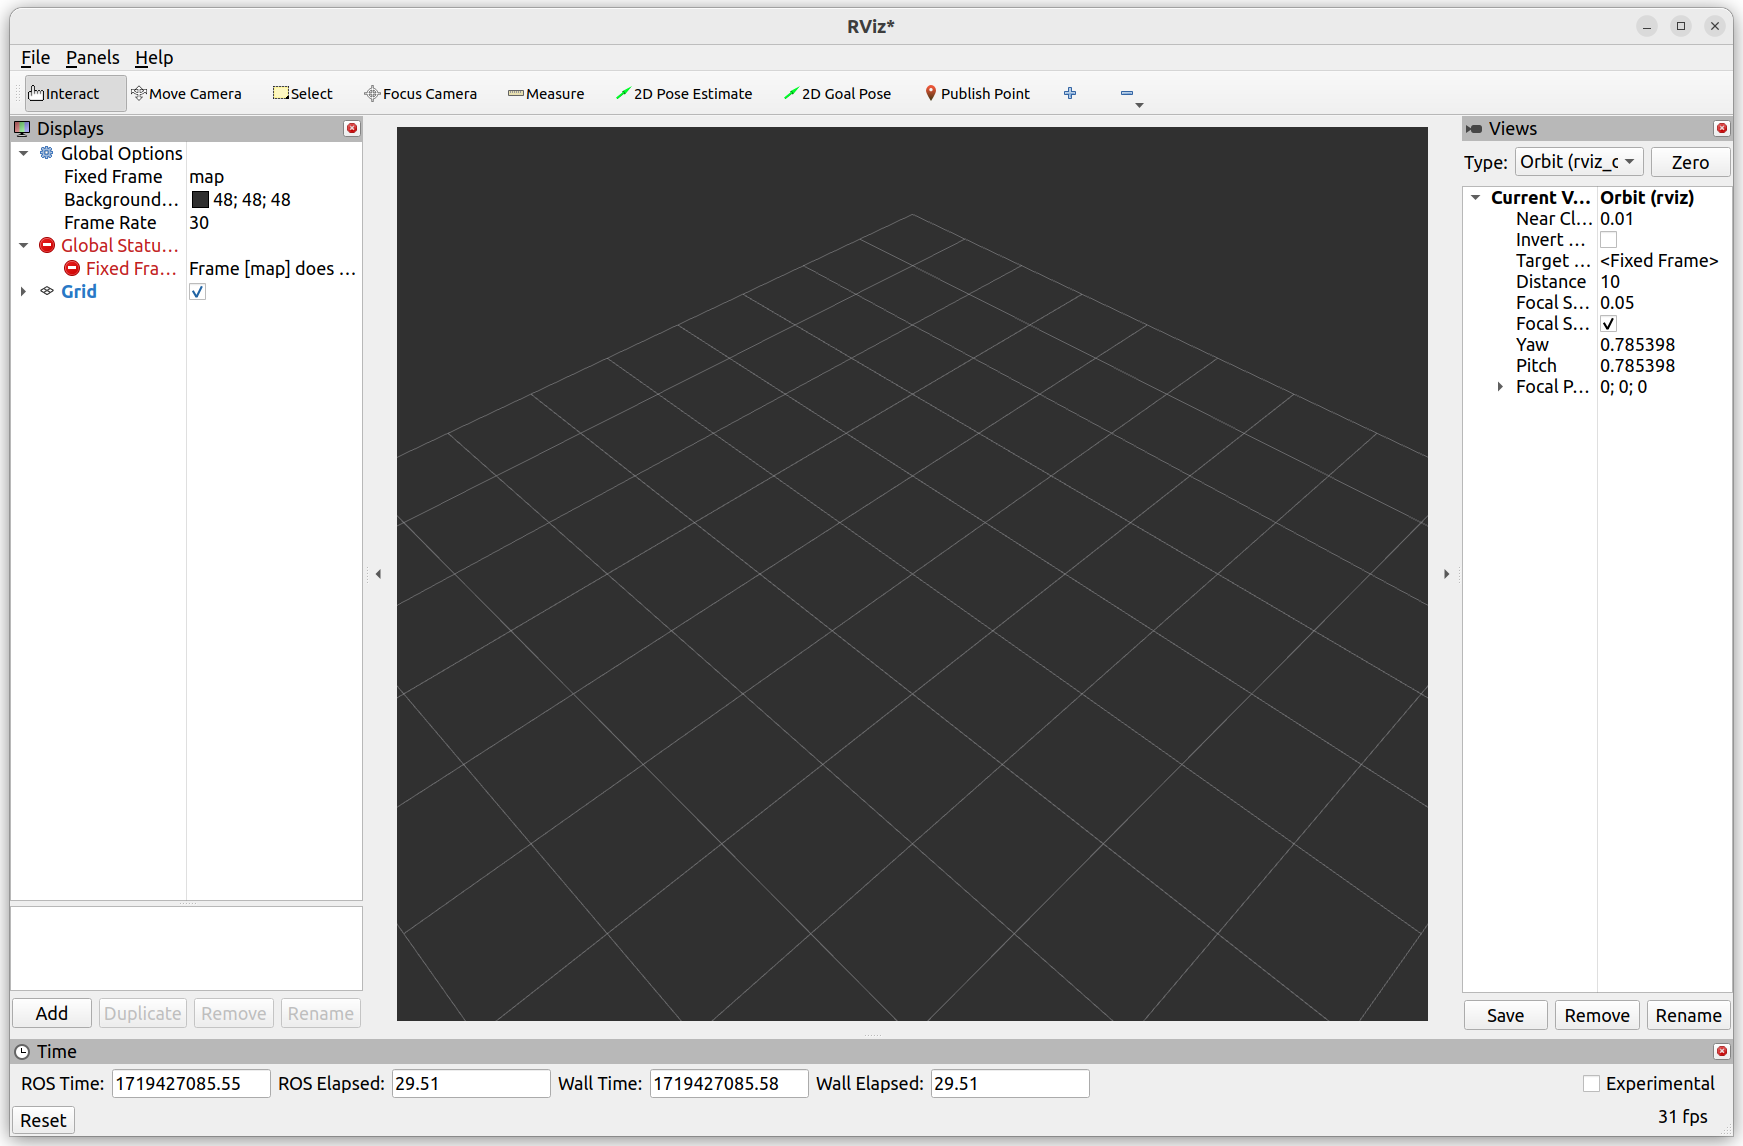 RViz*
File Panels Help
Interact Move Camera Select Focus Camera Measure 2D Pose Estimate 2D Goal Pose Publish Point
Displays
Global Options
Fixed Frame map
Background... 48; 48; 48
Frame Rate 30
Global Statu...
Fixed Fra... Frame [map] does ...
Grid
Add Duplicate Remove Rename
Views
Type: Orbit (rviz_c Zero
Current V... Orbit (rviz)
Near Cl... 0.01
Invert ...
Target ... <Fixed Frame>
Distance 10
Focal S... 0.05
Focal S...
Yaw 0.785398
Pitch 0.785398
Focal P... 0; 0; 0
Save Remove Rename
Time
ROS Time: 1719427085.55 ROS Elapsed: 29.51 Wall Time: 1719427085.58 Wall Elapsed: 29.51 Experimental
Reset 31 fps